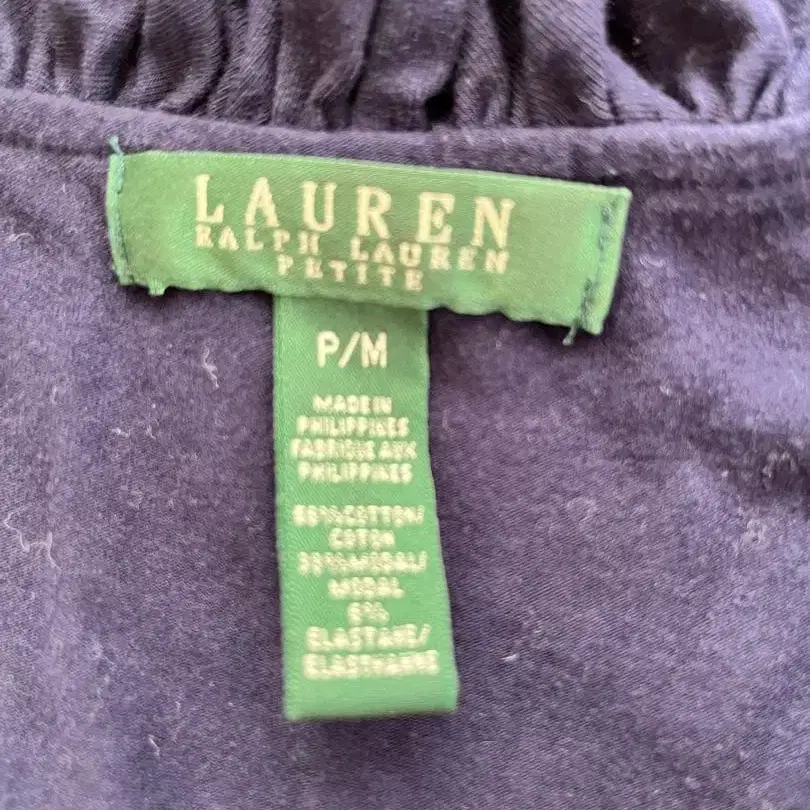 LAUREN
RALPH LAUREN
PETITE
P/M
MADE IN
PHILIPPINES
FABRIQUE AUX
PHILIPPINES
COTTON/
COTON
MODAL/
MODAL
6%
ELASTANE/
ELASTHANNE